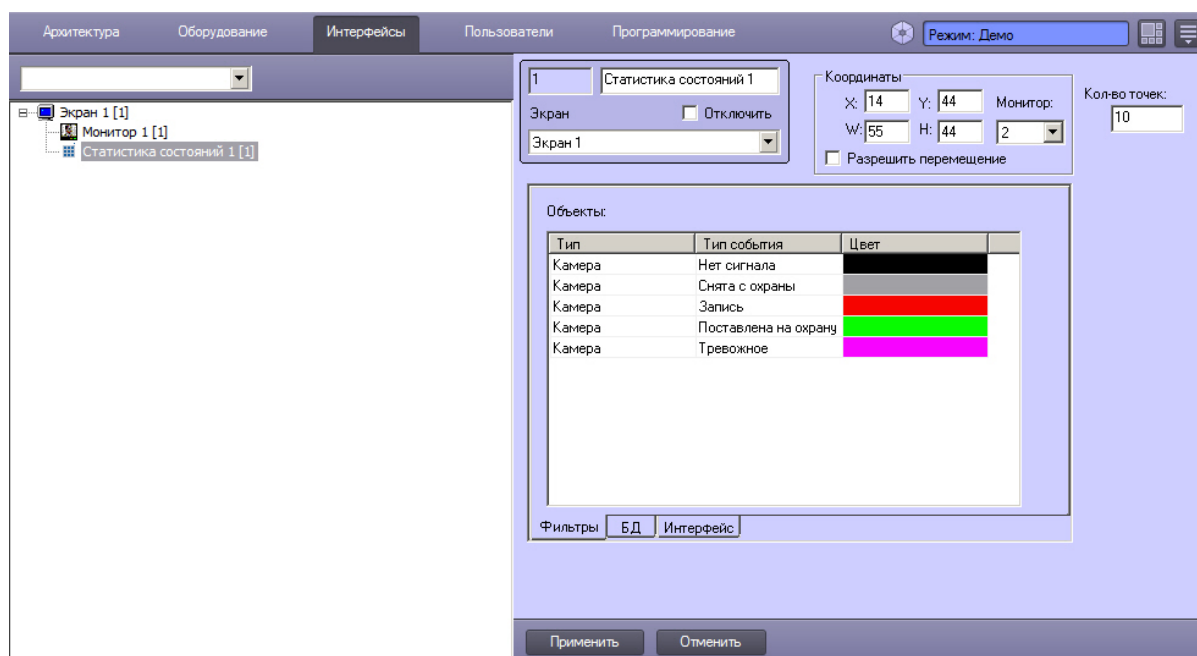 Архитектура Оборудование Интерфейсы Пользователи Программирование Режим: Демо
Экран 1 [1]
Монитор 1 [1]
Статистика состояний 1 [1]
1 Статистика состояний 1
Экран Отключить
Экран 1
Координаты
X: 14 Y: 44 Монитор:
W: 55 H: 44 2
Разрешить перемещение
Кол-во точек:
10
Объекты:
Тип Тип события Цвет
Камера Нет сигнала
Камера Снята с охраны
Камера Запись
Камера Поставлена на охрану
Камера Тревожное
Фильтры БД Интерфейс
Применить Отменить